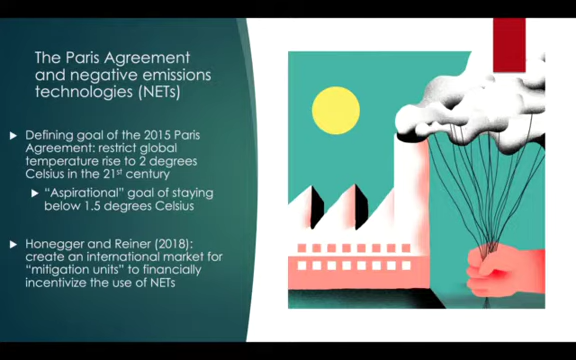 The Paris Agreement
and negative emissions
technologies (NETs)
Defining goal of the 2015 Paris
Agreement: restrict global
temperature rise to 2 degrees
Celsius in the 21st century
“Aspirational” goal of staying
below 1.5 degrees Celsius
Honegger and Reiner (2018):
create an international market for
“mitigation units” to financially
incentivize the use of NETs